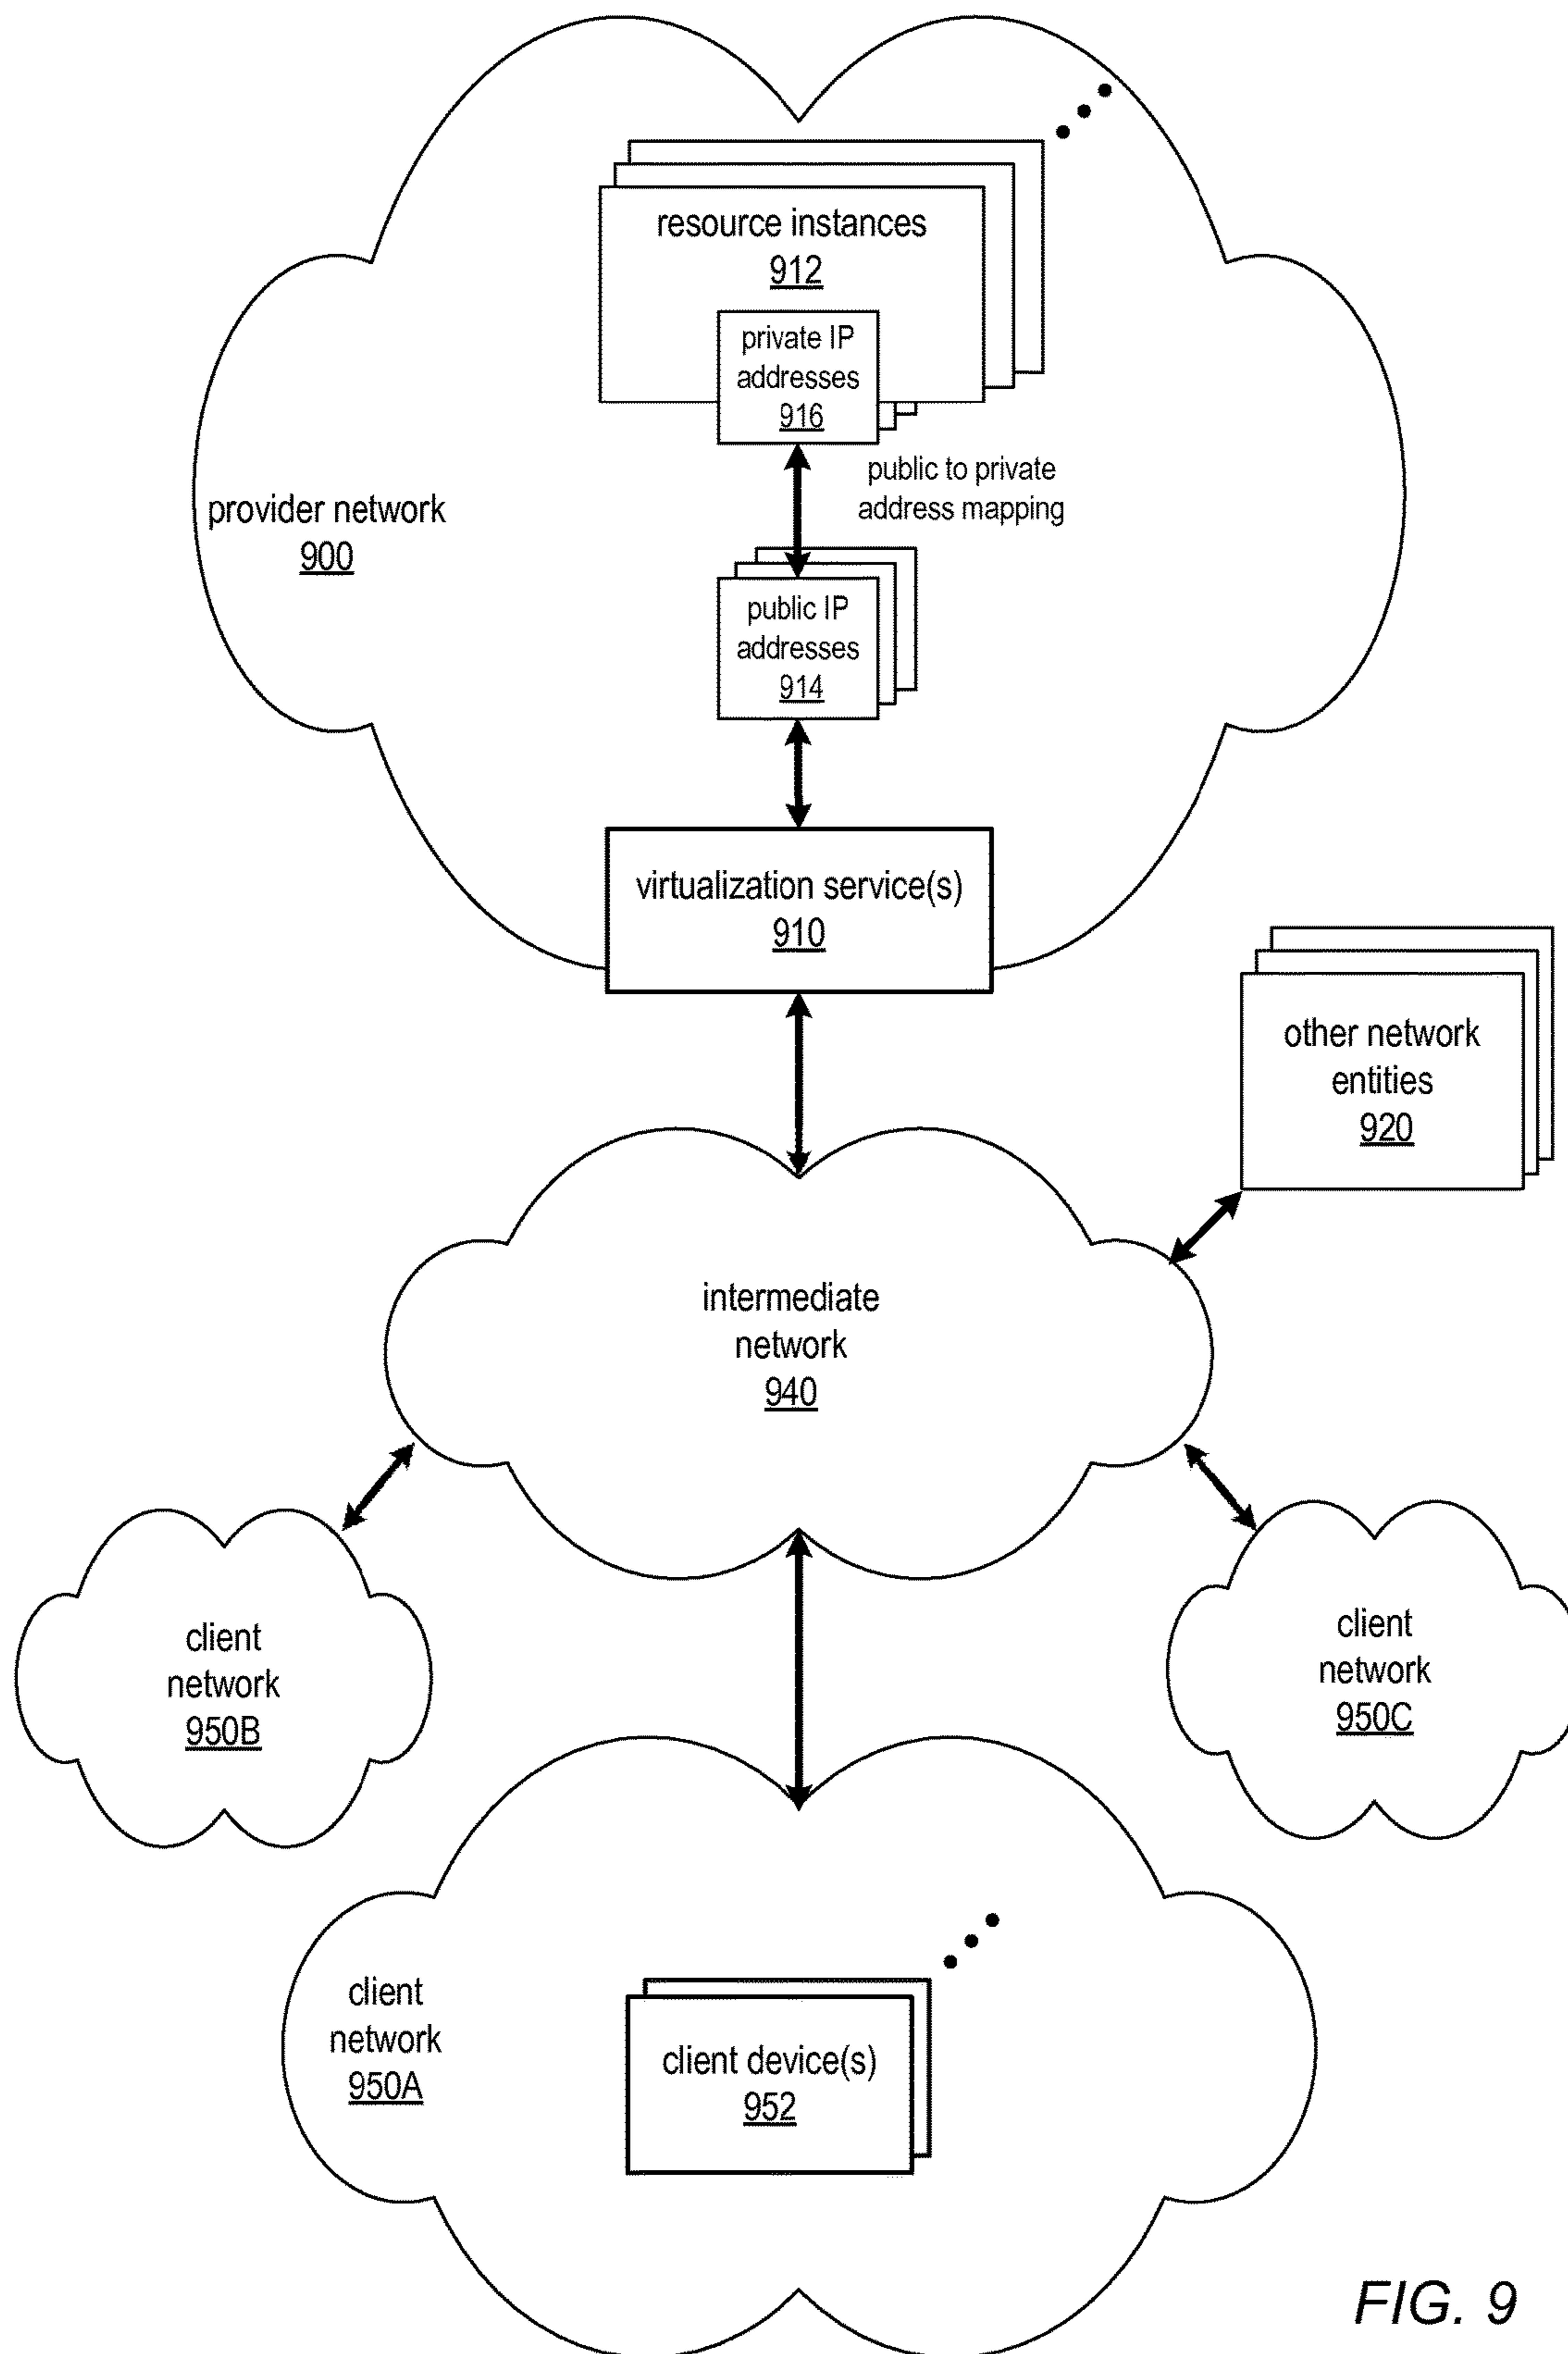 resource instances
912
private IP
addresses
916
public to private
address mapping
provider network
900
public IP
addresses
914
virtualization service(s)
910
other network
entities
920
intermediate
network
940
client
network
950B
client
network
950C
client
network
950A
client device(s)
952
FIG. 9